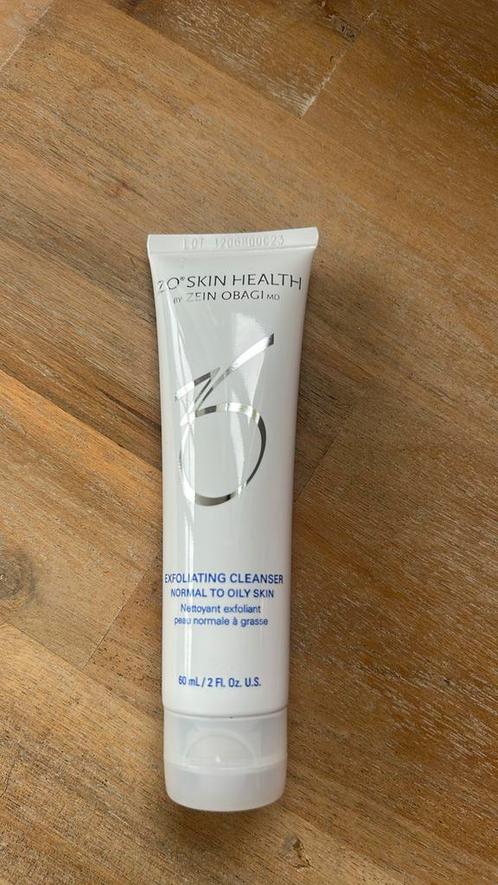 LOT 1206800623
ZO® SKIN HEALTH
BY ZEIN OBAGI MD
EXFOLIATING CLEANSER
NORMAL TO OILY SKIN
Nettoyant exfoliant
peau normale à grasse
60 mL / 2 Fl. Oz. U.S.